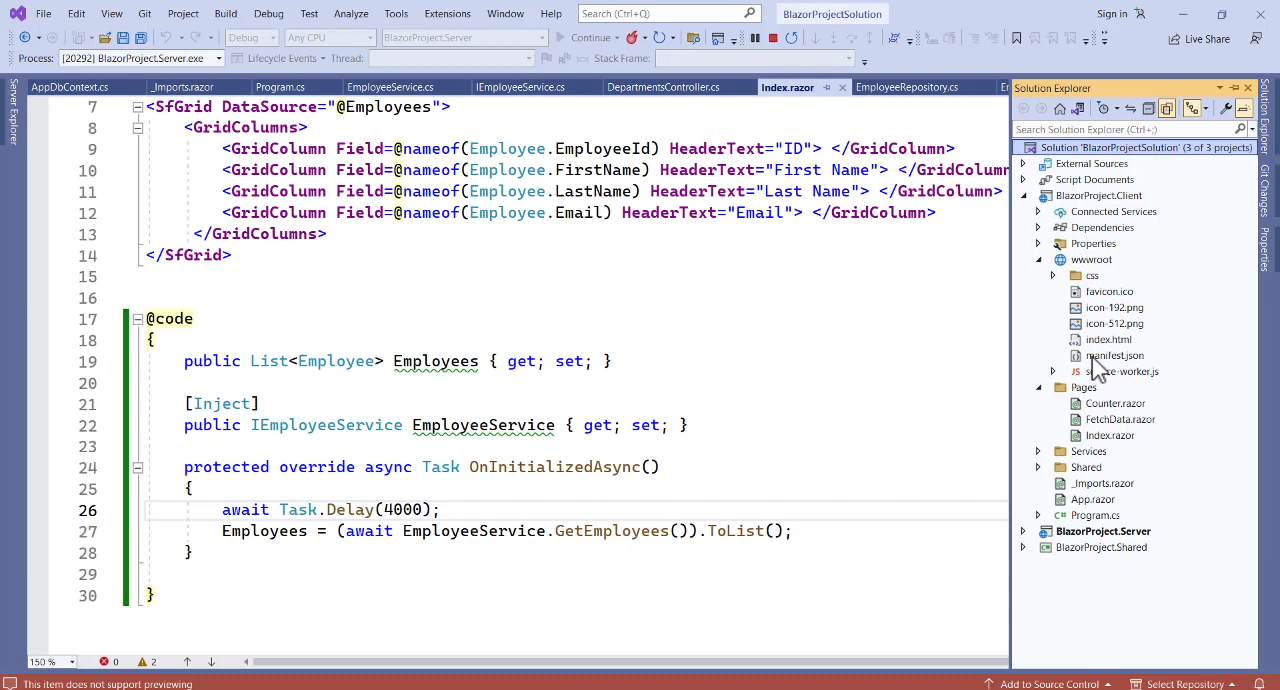 File Edit View Git Project Build Debug Test Analyze Tools Extensions Window Help Search (Ctrl+Q) BlazorProjectSolution Sign in
Debug Any CPU BlazorProject.Server Continue Live Share
Process: [20292] BlazorProject.Server.exe Lifecycle Events Thread: Stack Frame:
Server Explorer
AppDbContext.cs _Imports.razor Program.cs EmployeeService.cs IEmployeeService.cs DepartmentsController.cs Index.razor EmployeeRepository.cs
7 <SfGrid DataSource="@Employees">
8 <GridColumns>
9 <GridColumn Field=@nameof(Employee.EmployeeId) HeaderText="ID"> </GridColumn>
10 <GridColumn Field=@nameof(Employee.FirstName) HeaderText="First Name"> </GridColumn
11 <GridColumn Field=@nameof(Employee.LastName) HeaderText="Last Name"> </GridColumn>
12 <GridColumn Field=@nameof(Employee.Email) HeaderText="Email"> </GridColumn>
13 </GridColumns>
14 </SfGrid>
15
16
17 @code
18 {
19 public List<Employee> Employees { get; set; }
20
21 [Inject]
22 public IEmployeeService EmployeeService { get; set; }
23
24 protected override async Task OnInitializedAsync()
25 {
26 await Task.Delay(4000);
27 Employees = (await EmployeeService.GetEmployees()).ToList();
28 }
29
30 }
150 % 0 2
Solution Explorer
Search Solution Explorer (Ctrl+;)
Solution 'BlazorProjectSolution' (3 of 3 projects)
External Sources
Script Documents
BlazorProject.Client
Connected Services
Dependencies
Properties
wwwroot
css
favicon.ico
icon-192.png
icon-512.png
index.html
manifest.json
JS
Pages
Counter.razor
FetchData.razor
Index.razor
Services
Shared
_Imports.razor
App.razor
C# Program.cs
BlazorProject.Server
BlazorProject.Shared
Solution Explorer
Git Changes
Properties
This item does not support previewing Add to Source Control Select Repository